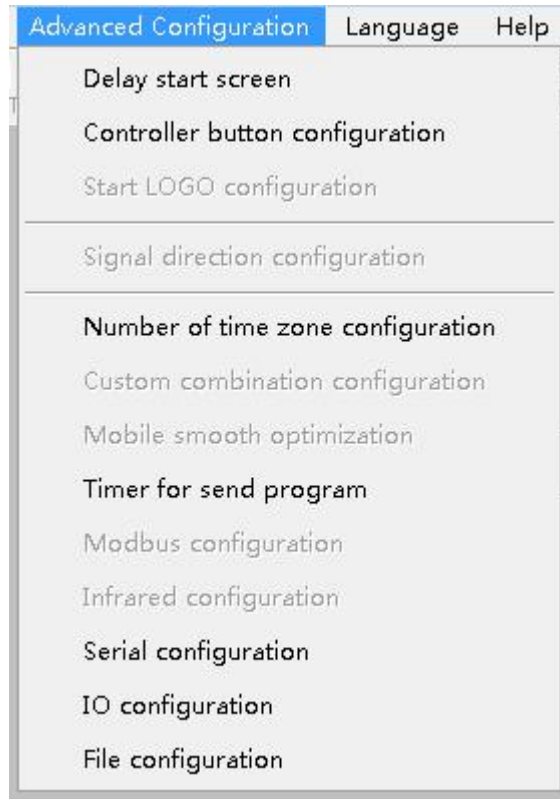 Advanced Configuration Language Help
Delay start screen
Controller button configuration
Start LOGO configuration
Signal direction configuration
Number of time zone configuration
Custom combination configuration
Mobile smooth optimization
Timer for send program
Modbus configuration
Infrared configuration
Serial configuration
IO configuration
File configuration